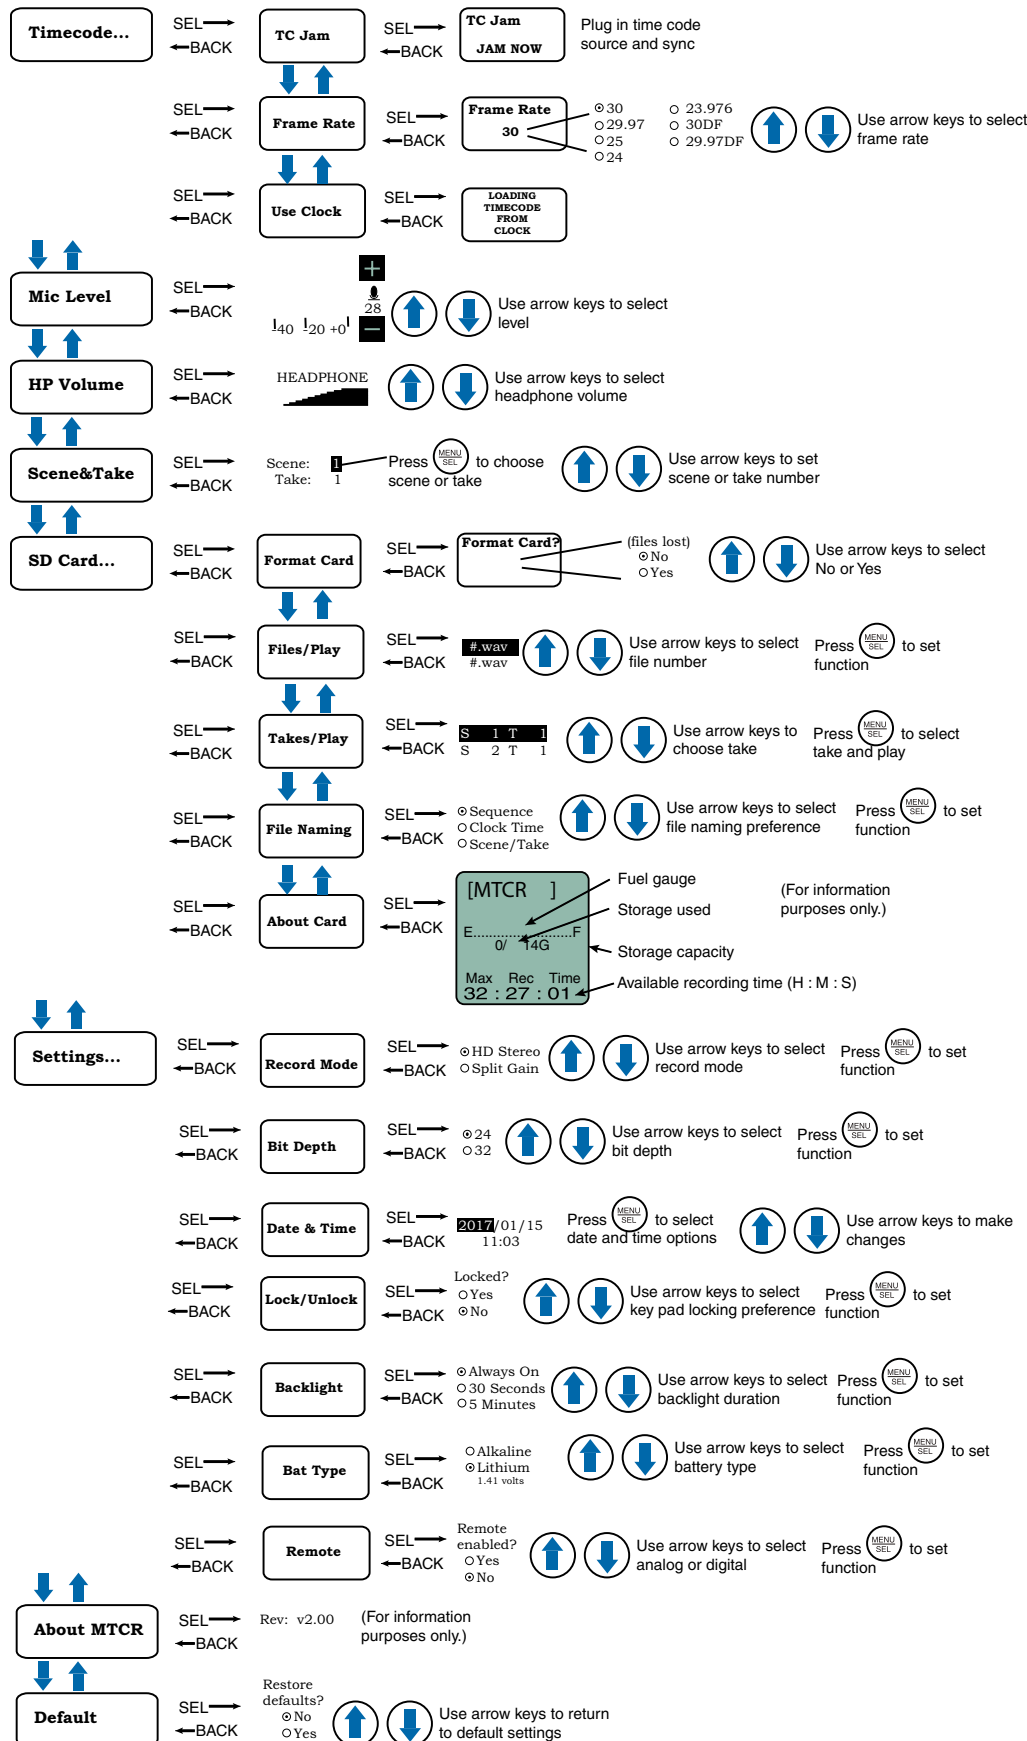 Timecode...
SEL
BACK
TC Jam
SEL
BACK
TC Jam
JAM NOW
Plug in time code
source and sync
SEL
BACK
Frame Rate
SEL
BACK
Frame Rate
30
30
29.97
25
24
23.976
30DF
29.97DF
Use arrow keys to select
frame rate
SEL
BACK
Use Clock
SEL
BACK
LOADING
TIMECODE
FROM
CLOCK
Mic Level
SEL
BACK
28
-40 -20 +0
Use arrow keys to select
level
HP Volume
SEL
BACK
HEADPHONE
Use arrow keys to select
headphone volume
Scene&Take
SEL
BACK
Scene: 1
Take: 1
Press MENU SEL to choose
scene or take
Use arrow keys to set
scene or take number
SD Card...
SEL
BACK
Format Card
SEL
BACK
Format Card?
(files lost)
No
Yes
Use arrow keys to select
No or Yes
SEL
BACK
Files/Play
SEL
BACK
#.wav
#.wav
Use arrow keys to select
file number
Press MENU SEL to set
function
SEL
BACK
Takes/Play
SEL
BACK
S 1 T 1
S 2 T 1
Use arrow keys to
choose take
Press MENU SEL to select
take and play
SEL
BACK
File Naming
SEL
BACK
Sequence
Clock Time
Scene/Take
Use arrow keys to select
file naming preference
Press MENU SEL to set
function
SEL
BACK
About Card
SEL
BACK
[MTCR ]
E.......................F
0/ 14G
Max Rec Time
32 : 27 : 01
Fuel gauge
Storage used
Storage capacity
Available recording time (H : M : S)
(For information
purposes only.)
Settings...
SEL
BACK
Record Mode
SEL
BACK
HD Stereo
Split Gain
Use arrow keys to select
record mode
Press MENU SEL to set
function
SEL
BACK
Bit Depth
SEL
BACK
24
32
Use arrow keys to select
bit depth
Press MENU SEL to set
function
SEL
BACK
Date & Time
SEL
BACK
2017/01/15
11:03
Press MENU SEL to select
date and time options
Use arrow keys to make
changes
SEL
BACK
Lock/Unlock
SEL
BACK
Locked?
Yes
No
Use arrow keys to select
key pad locking preference
Press MENU SEL to set
function
SEL
BACK
Backlight
SEL
BACK
Always On
30 Seconds
5 Minutes
Use arrow keys to select
backlight duration
Press MENU SEL to set
function
SEL
BACK
Bat Type
SEL
BACK
Alkaline
Lithium
1.41 volts
Use arrow keys to select
battery type
Press MENU SEL to set
function
SEL
BACK
Remote
SEL
BACK
Remote
enabled?
Yes
No
Use arrow keys to select
analog or digital
Press MENU SEL to set
function
About MTCR
SEL
BACK
Rev: v2.00
(For information
purposes only.)
Default
SEL
BACK
Restore
defaults?
No
Yes
Use arrow keys to return
to default settings